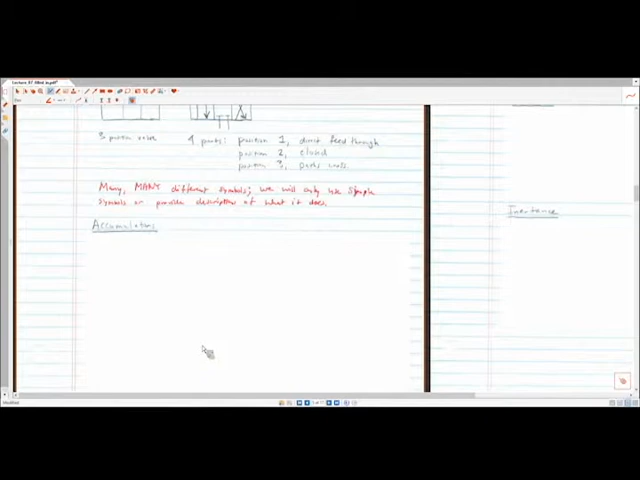 3 position valve
4 ports: position 1, direct feed through
position 2, closed
position 3, ports
Many, MANY different symbols; we will only use simple
symbols or provide description of what it does.
Accumulators
Inertance